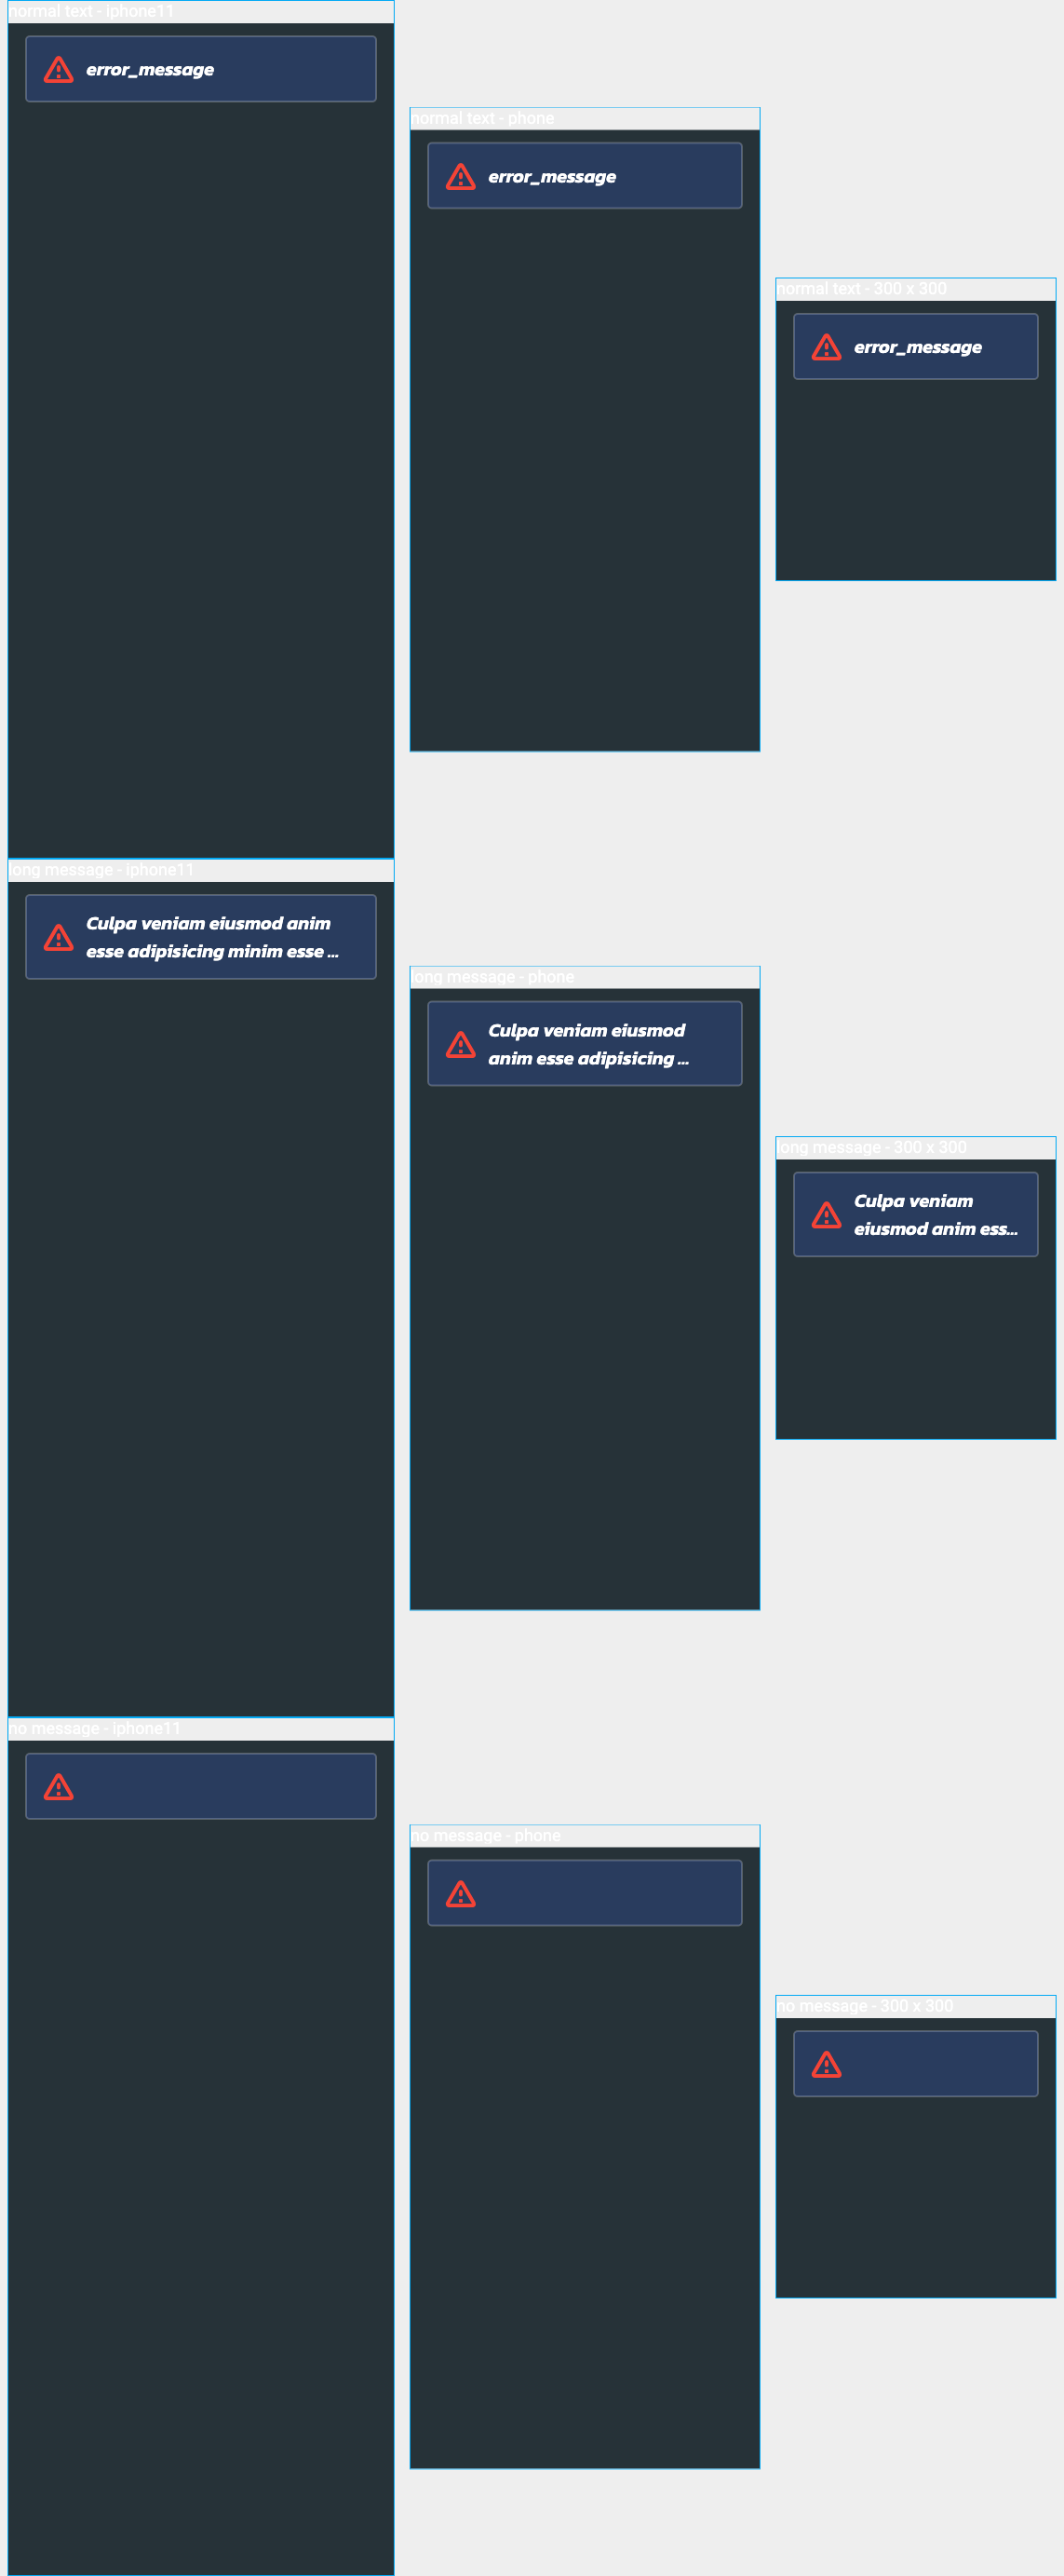 normal text - iphone11
error_message
normal text - phone
error_message
normal text - 300 x 300
error_message
long message - iphone11
Culpa veniam eiusmod anim
esse adipisicing minim esse ...
long message - phone
Culpa veniam eiusmod
anim esse adipisicing ...
long message - 300 x 300
Culpa veniam
eiusmod anim ess...
no message - iphone11
no message - phone
no message - 300 x 300